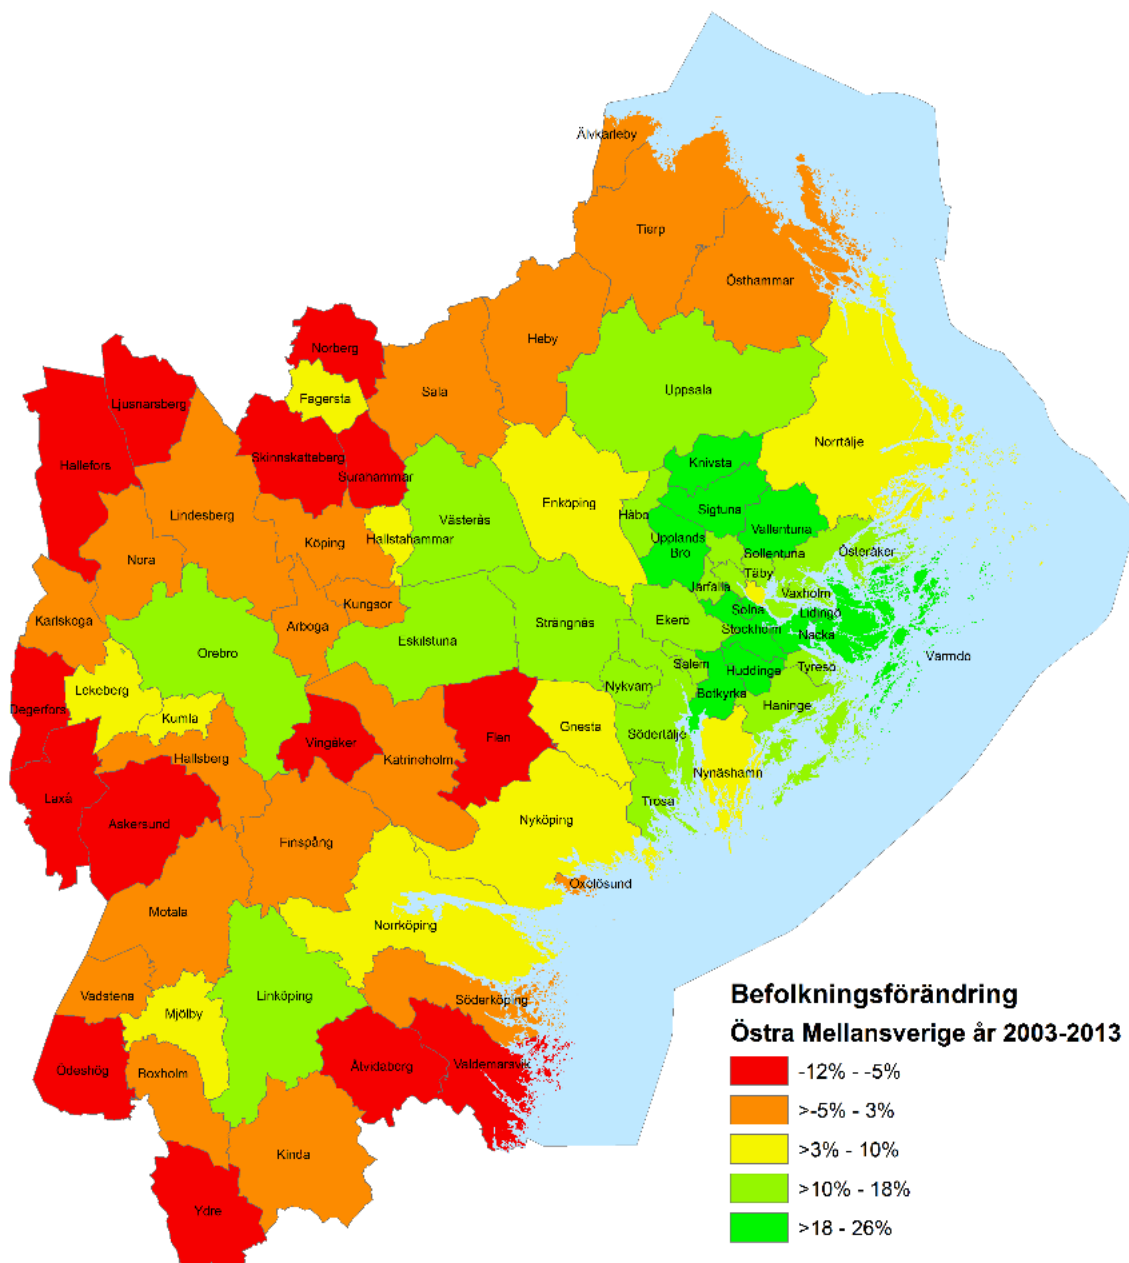 Älvkarleby
Tierp
Östhammar
Heby
Norberg
Uppsala
Sala
Fagersta
Ljusnarsberg
Norrtälje
Hällefors
Skinnskatteberg
Knivsta
Surahammar
Enköping
Sigtuna
Lindesberg
Västerås
Håbo
Vallentuna
Hallstahammar
Köping
Upplands
Bro
Sollentuna
Österåker
Nora
Täby
Järfälla
Vaxholm
Kungsör
Solna
Lidingö
Karlskoga
Arboga
Strängnäs
Ekerö
Stockholm
Nacka
Eskilstuna
Örebro
Värmdö
Salem
Huddinge
Tyresö
Lekeberg
Nykvarn
Botkyrka
Degerfors
Kumla
Haninge
Gnesta
Södertälje
Vingåker
Flen
Hallsberg
Katrineholm
Nynäshamn
Laxå
Trosa
Askersund
Nyköping
Finspång
Oxelösund
Motala
Norrköping
Vadstena
Linköping
Söderköping
Mjölby
Ödeshög
Boxholm
Åtvidaberg
Valdemarsvik
Kinda
Ydre
Befolkningsförändring
Östra Mellansverige år 2003-2013
-12% - -5%
>-5% - 3%
>3% - 10%
>10% - 18%
>18 - 26%